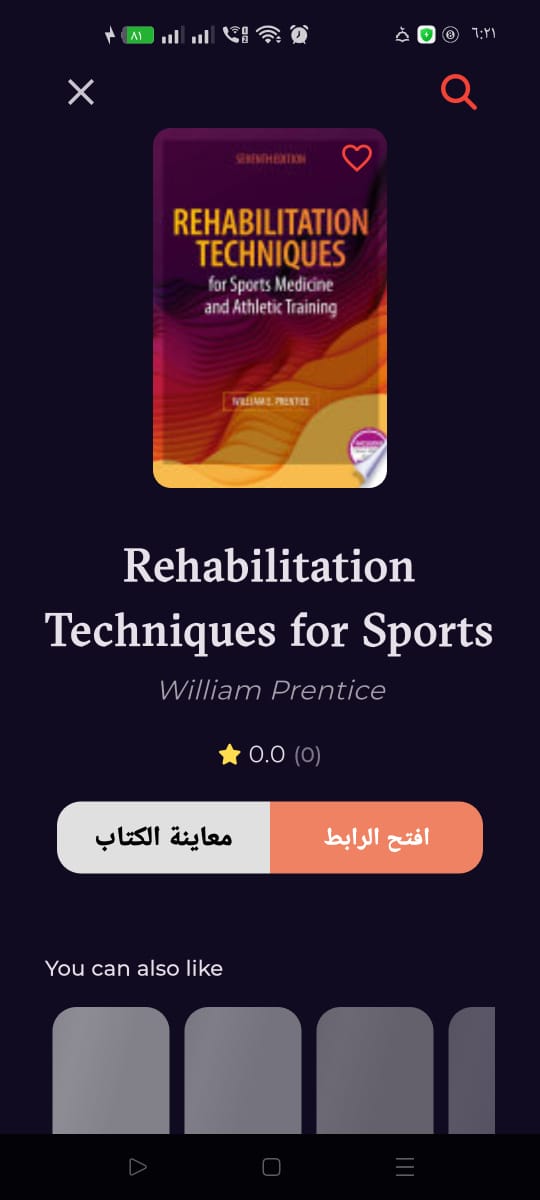 ٨١
٦:٢١
SEVENTH EDITION
REHABILITATION
TECHNIQUES
for Sports Medicine
and Athletic Training
WILLIAM E. PRENTICE
Rehabilitation
Techniques for Sports
William Prentice
0.0 (0)
معاينة الكتاب
افتح الرابط
You can also like